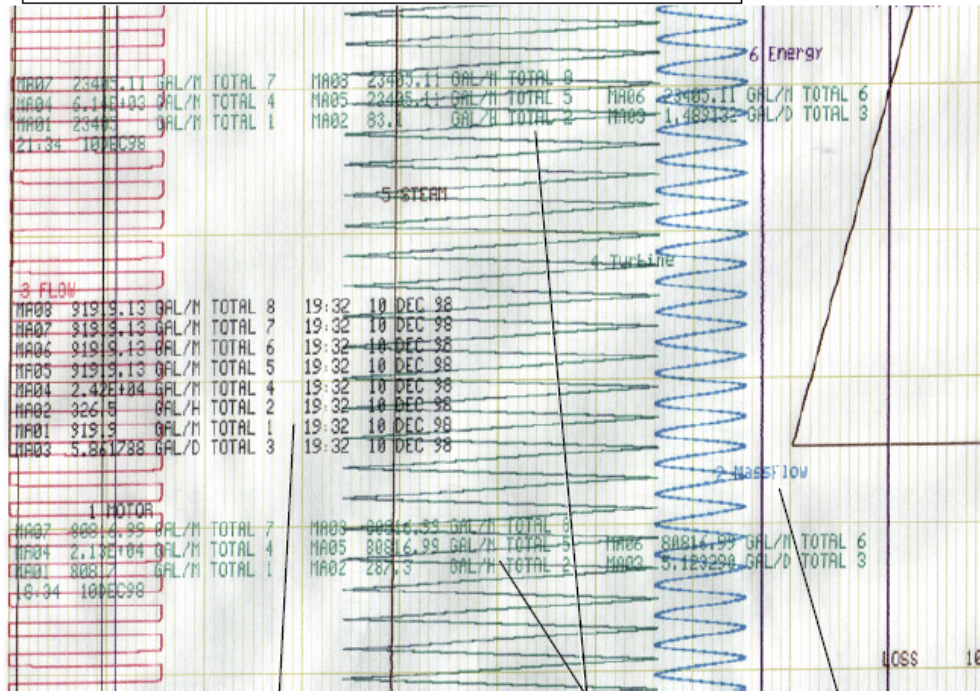 6 Energy
MA07 23405.11 GAL/M TOTAL 7 MA08 23405.11 GAL/M TOTAL 8
MA04 6.14E+03 GAL/M TOTAL 4 MA05 23405.11 GAL/M TOTAL 5 MA06 23405.11 GAL/M TOTAL 6
MA01 23405 GAL/M TOTAL 1 MA02 83.1 GAL/H TOTAL 2 MA03 1.489132 GAL/D TOTAL 3
21:34 10DEC98
5 STEAM
4 Turbine
3 FLOW
MA08 91919.13 GAL/M TOTAL 8 19:32 10 DEC 98
MA07 91919.13 GAL/M TOTAL 7 19:32 10 DEC 98
MA06 91919.13 GAL/M TOTAL 6 19:32 10 DEC 98
MA05 91919.13 GAL/M TOTAL 5 19:32 10 DEC 98
MA04 2.42E+04 GAL/M TOTAL 4 19:32 10 DEC 98
MA02 326.5 GAL/H TOTAL 2 19:32 10 DEC 98
MA01 919.9 GAL/M TOTAL 1 19:32 10 DEC 98
MA03 5.861788 GAL/D TOTAL 3 19:32 10 DEC 98
2 MassFlow
1 MOTOR
MA07 80816.99 GAL/M TOTAL 7 MA08 80816.99 GAL/M TOTAL 8
MA04 2.13E+04 GAL/M TOTAL 4 MA05 80816.99 GAL/M TOTAL 5 MA06 80816.99 GAL/M TOTAL 6
MA01 80817 GAL/M TOTAL 1 MA02 287.3 GAL/H TOTAL 2 MA03 5.123290 GAL/D TOTAL 3
18:34 10DEC98
LOSS 10